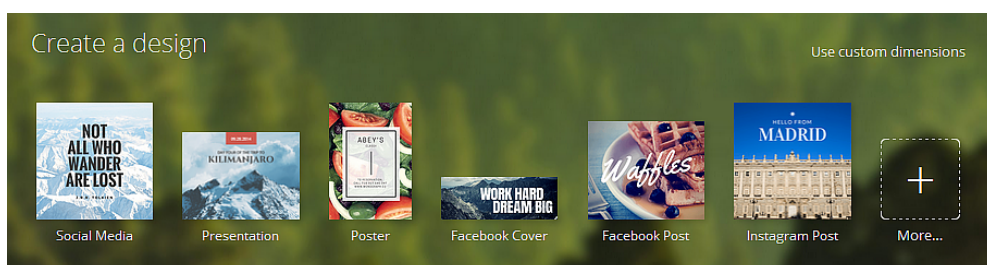 Create a design
Use custom dimensions
NOT
ALL WHO
WANDER
ARE LOST
J.R.R. TOLKIEN
KILIMANJARO
ABEY'S
WORK HARD
DREAM BIG
Waffles
HELLO FROM
MADRID
Social Media
Presentation
Poster
Facebook Cover
Facebook Post
Instagram Post
More...